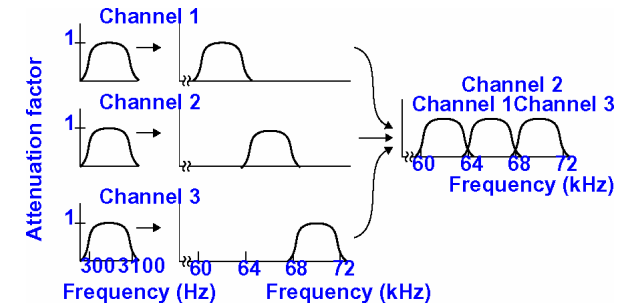 Channel 1
1
Channel 2
1
Channel 3
1
Attenuation factor
300 3100
Frequency (Hz)
60 64 68 72
Frequency (kHz)
Channel 2
Channel 1 Channel 3
60 64 68 72
Frequency (kHz)